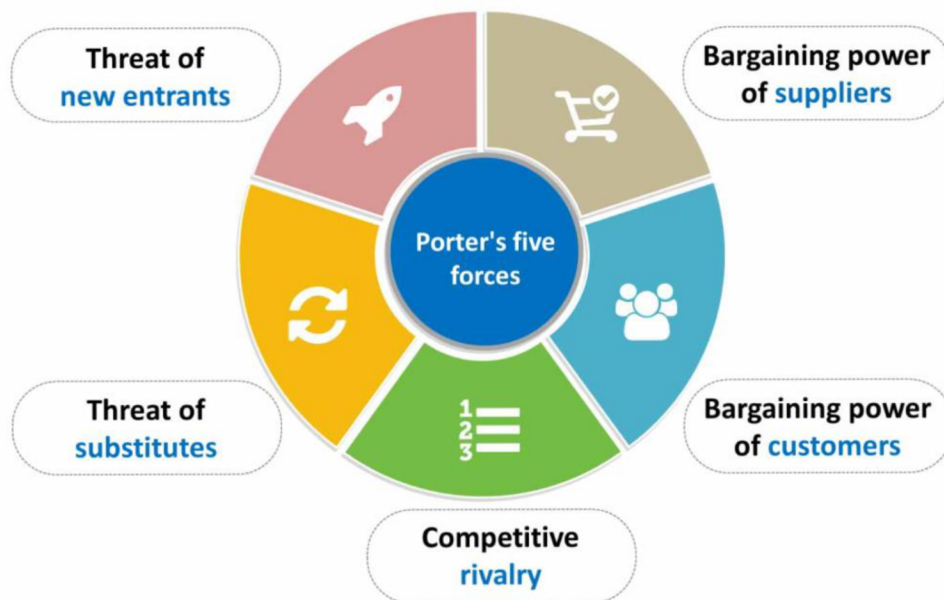 Threat of
new entrants
Bargaining power
of suppliers
Porter's five
forces
1
2
3
Threat of
substitutes
Bargaining power
of customers
Competitive
rivalry